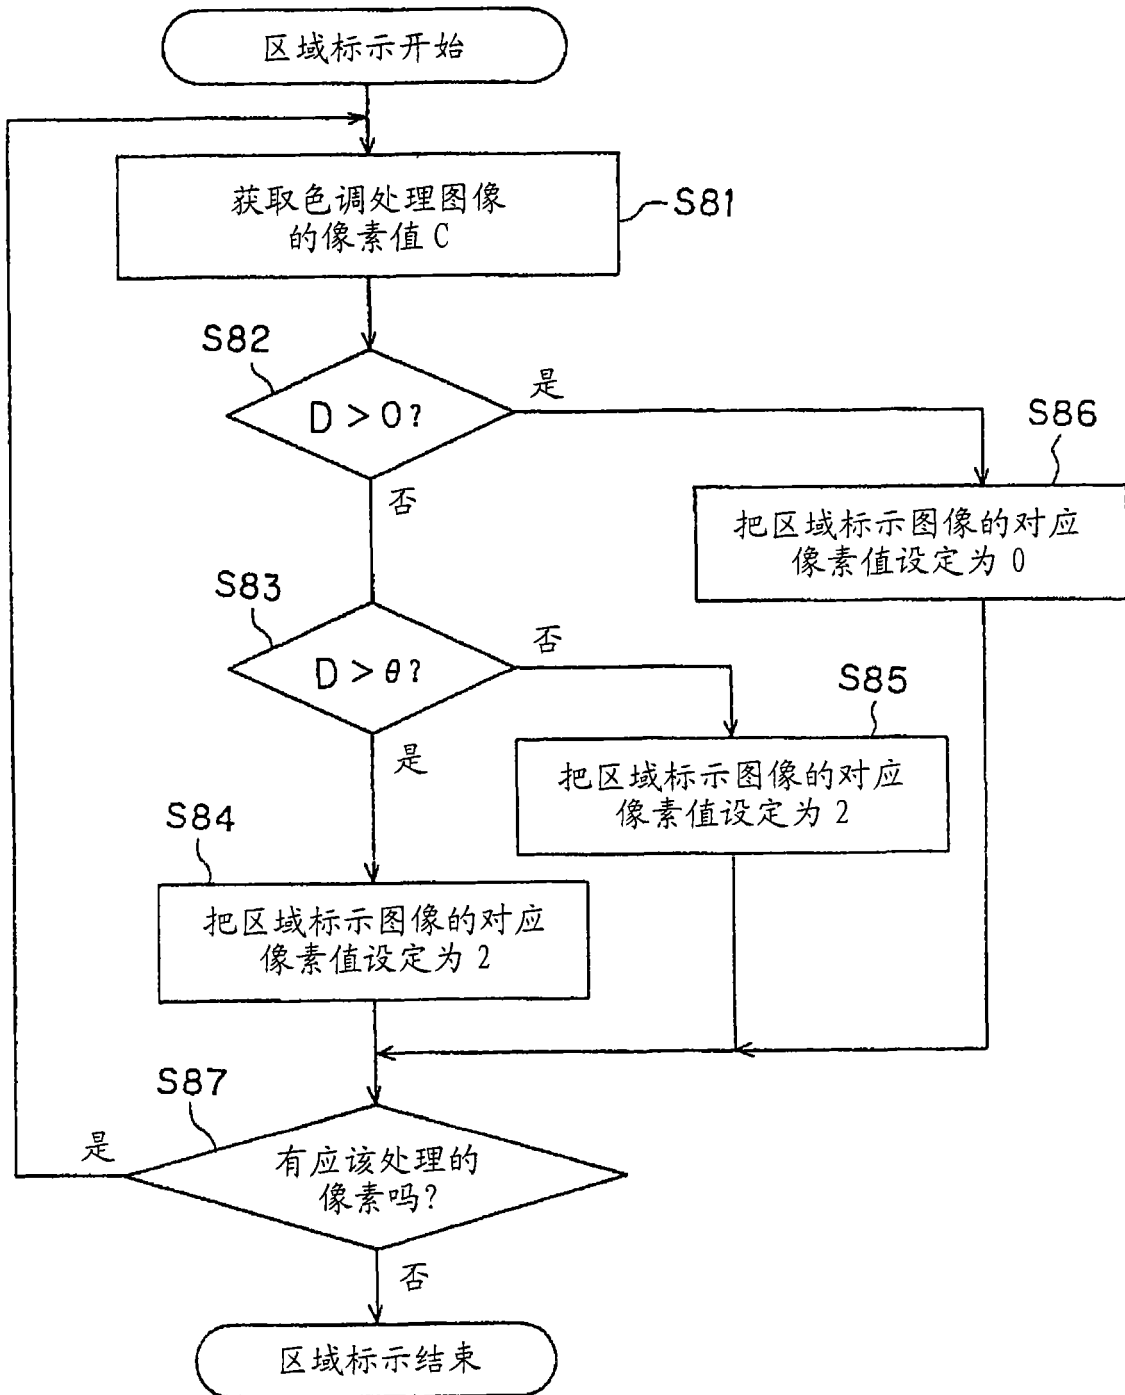 区域标示开始
获取色调处理图像
的像素值 C
S81
S82
D > 0?
是
否
S86
把区域标示图像的对应
像素值设定为 0
S83
D > θ?
否
是
S85
把区域标示图像的对应
像素值设定为 2
S84
把区域标示图像的对应
像素值设定为 2
S87
是
有应该处理的
像素吗?
否
区域标示结束